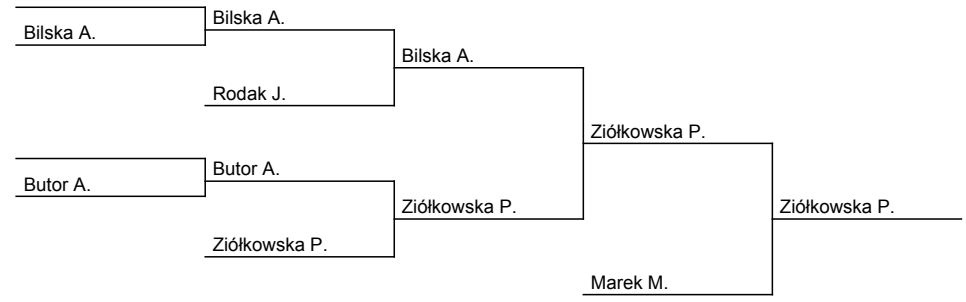 Bilska A.
Bilska A.
Bilska A.
Rodak J.
Ziółkowska P.
Butor A.
Butor A.
Ziółkowska P.
Ziółkowska P.
Ziółkowska P.
Marek M.